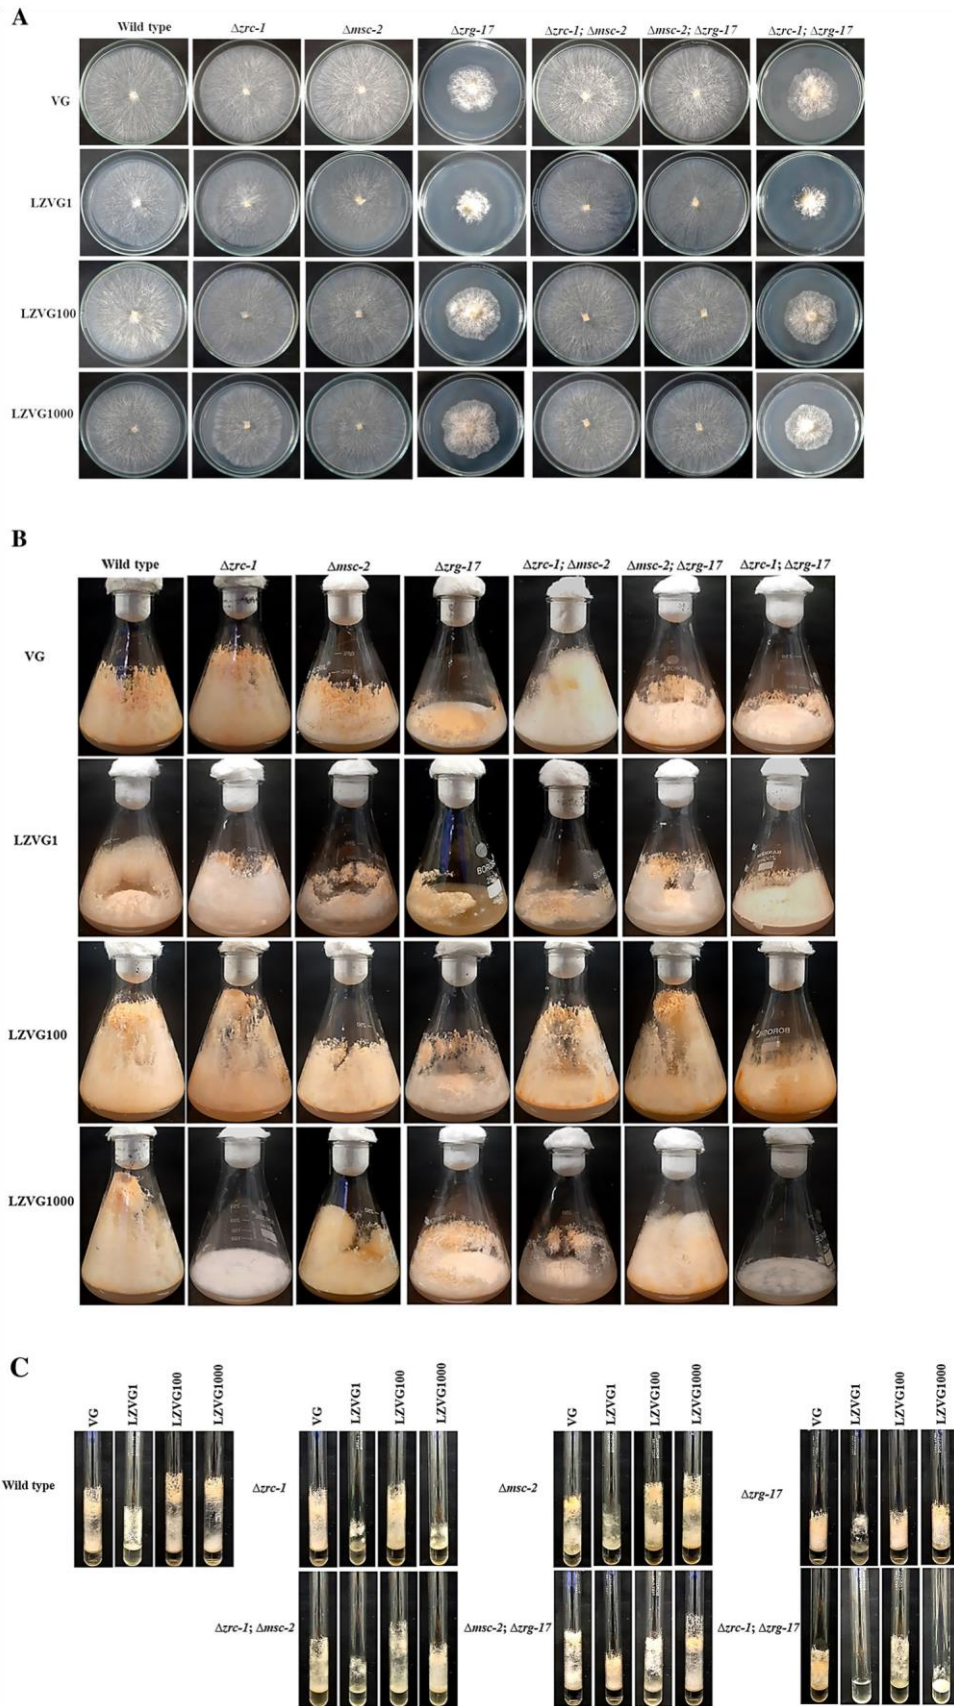 A
Wild type Δzrc-1 Δmsc-2 Δzrg-17 Δzrc-1; Δmsc-2 Δmsc-2; Δzrg-17 Δzrc-1; Δzrg-17
VG
LZVG1
LZVG100
LZVG1000
B
Wild type Δzrc-1 Δmsc-2 Δzrg-17 Δzrc-1; Δmsc-2 Δmsc-2; Δzrg-17 Δzrc-1; Δzrg-17
VG
LZVG1
LZVG100
LZVG1000
C
VG LZVG1 LZVG100 LZVG1000 VG LZVG1 LZVG100 LZVG1000 VG LZVG1 LZVG100 LZVG1000 VG LZVG1 LZVG100 LZVG1000
Wild type Δzrc-1 Δmsc-2 Δzrg-17
Δzrc-1; Δmsc-2 Δmsc-2; Δzrg-17 Δzrc-1; Δzrg-17